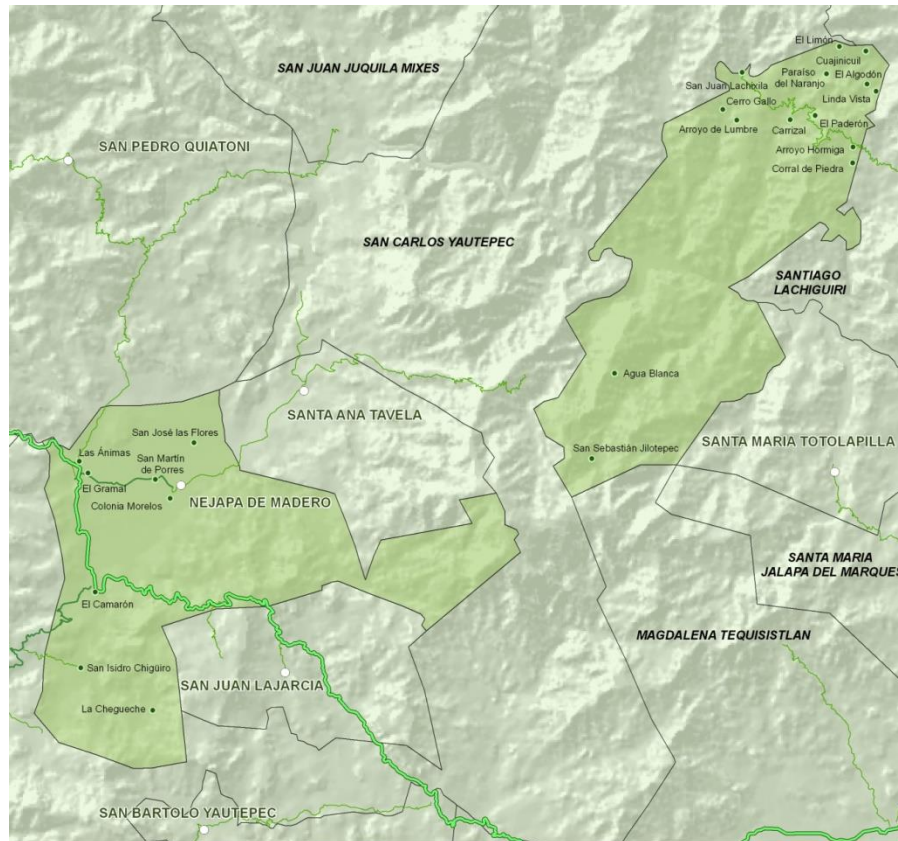 El Limón
SAN JUAN JUQUILA MIXES
Cuajinicuil
Paraíso
del Naranjo
El Algodón
San Juan Lachixila
Linda Vista
Cerro Gallo
El Paderón
Arroyo de Lumbre
Carrizal
SAN PEDRO QUIATONI
Arroyo Hormiga
Corral de Piedra
SAN CARLOS YAUTEPEC
SANTIAGO
LACHIGUIRI
Agua Blanca
SANTA ANA TAVELA
San José las Flores
SANTA MARIA TOTOLAPILLA
Las Ánimas
San Martín
de Porres
San Sebastián Jilotepec
El Gramal
Colonia Morelos
NEJAPA DE MADERO
SANTA MARIA
JALAPA DEL MARQUES
El Camarón
MAGDALENA TEQUISISTLAN
San Isidro Chigüiro
SAN JUAN LAJARCIA
La Chegueche
SAN BARTOLO YAUTEPEC